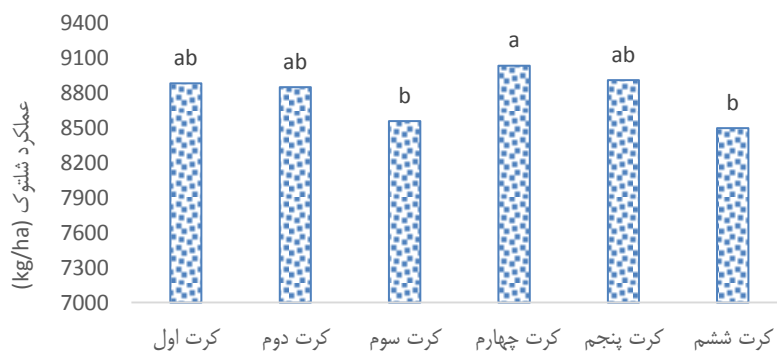 9400
9100
8800
8500
8200
7900
7600
7300
7000
عملکرد شلتوک (kg/ha)
ab
ab
b
a
ab
b
کرت اول
کرت دوم
کرت سوم
کرت چهارم
کرت پنجم
کرت ششم